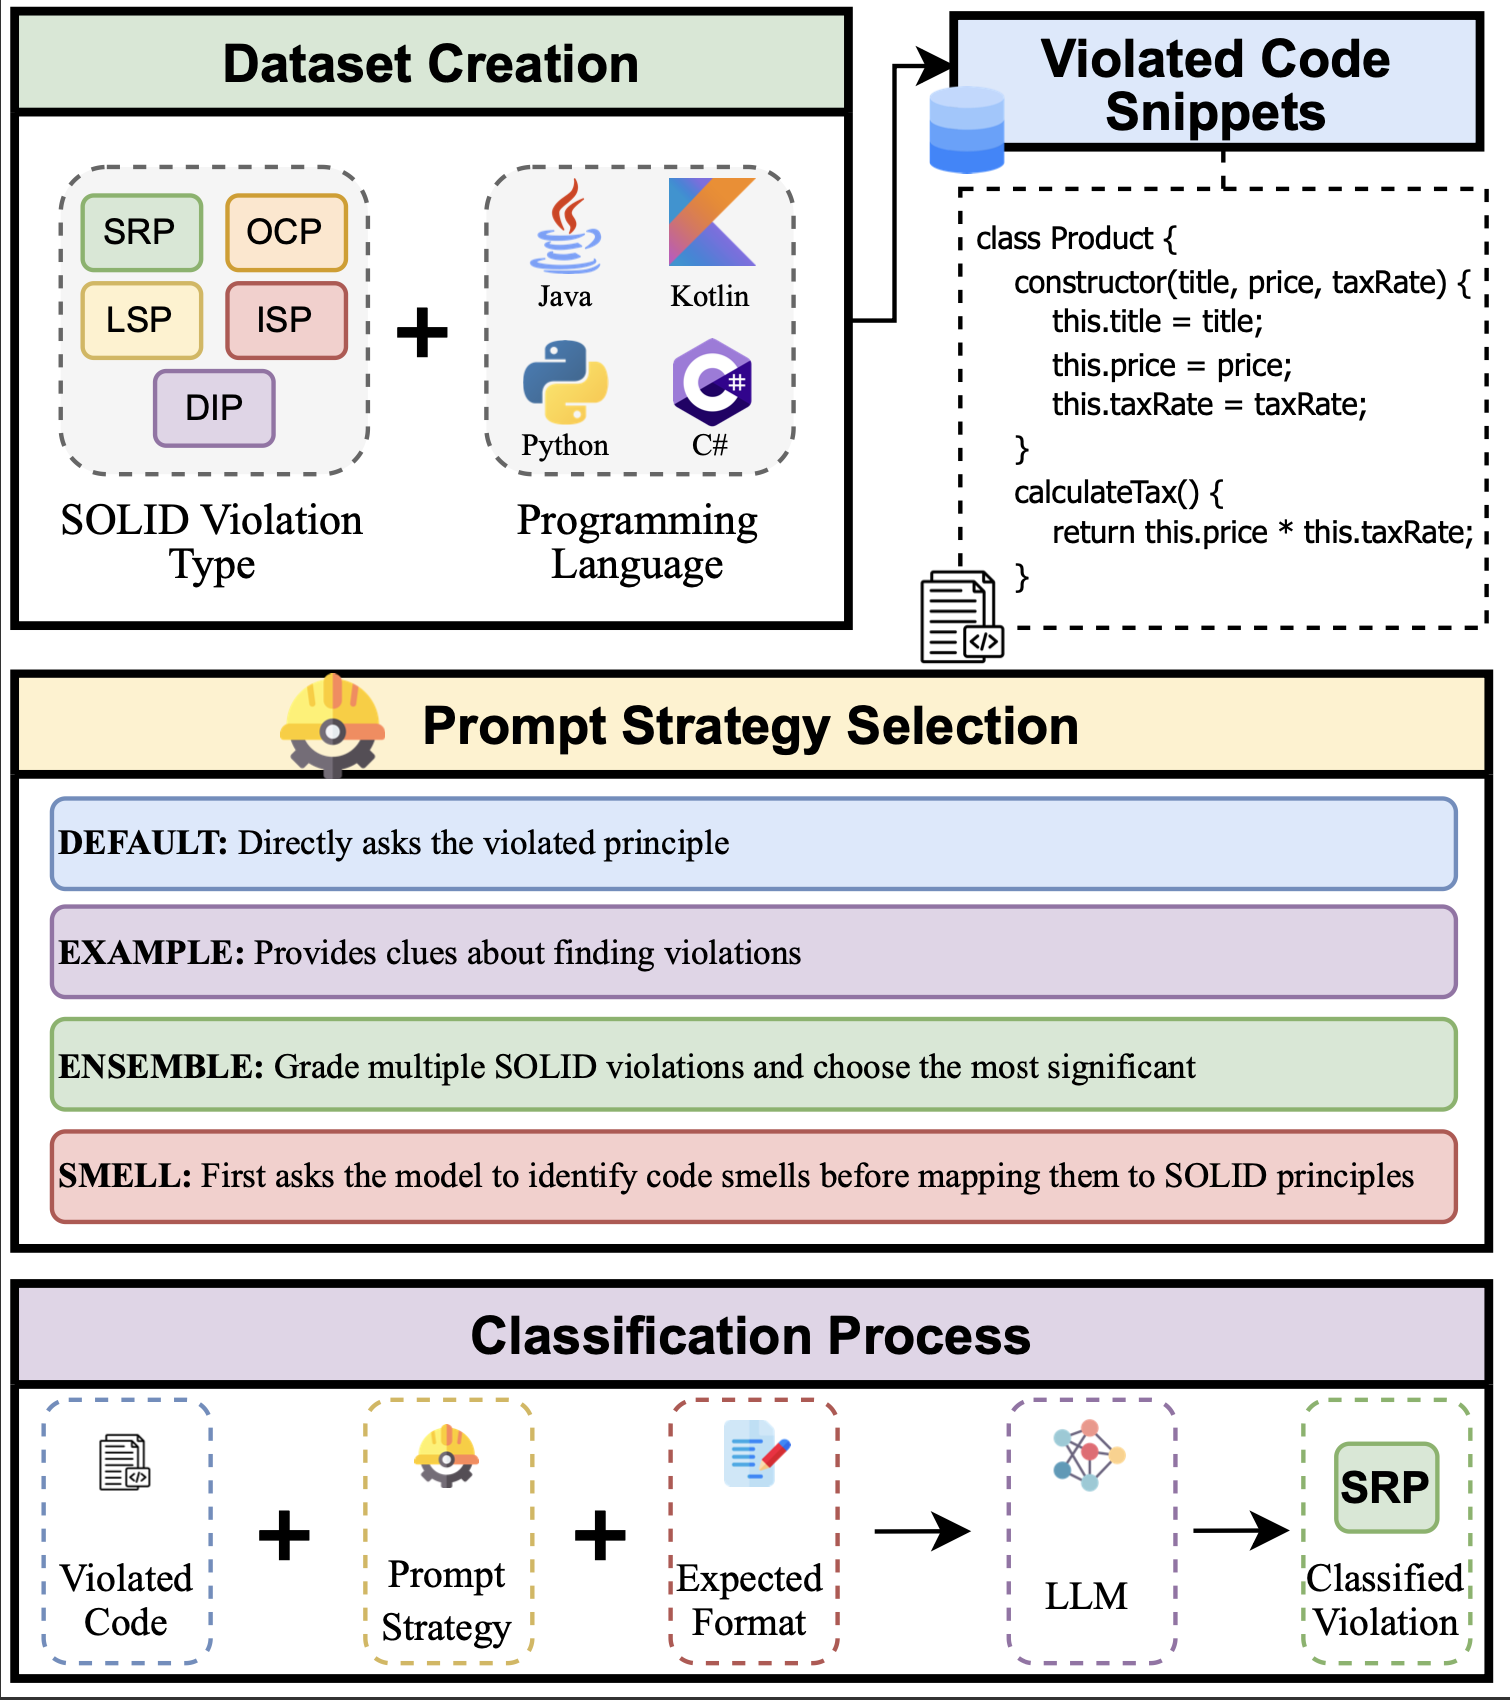 Dataset Creation
SRP
OCP
LSP
ISP
DIP
SOLID Violation
Type
Java
Kotlin
Python
C#
Programming
Language
Violated Code
Snippets
class Product {
constructor(title, price, taxRate) {
this.title = title;
this.price = price;
this.taxRate = taxRate;
}
calculateTax() {
return this.price * this.taxRate;
}
</>
Prompt Strategy Selection
DEFAULT: Directly asks the violated principle
EXAMPLE: Provides clues about finding violations
ENSEMBLE: Grade multiple SOLID violations and choose the most significant
SMELL: First asks the model to identify code smells before mapping them to SOLID principles
Classification Process
</>
Violated
Code
Prompt
Strategy
Expected
Format
LLM
SRP
Classified
Violation